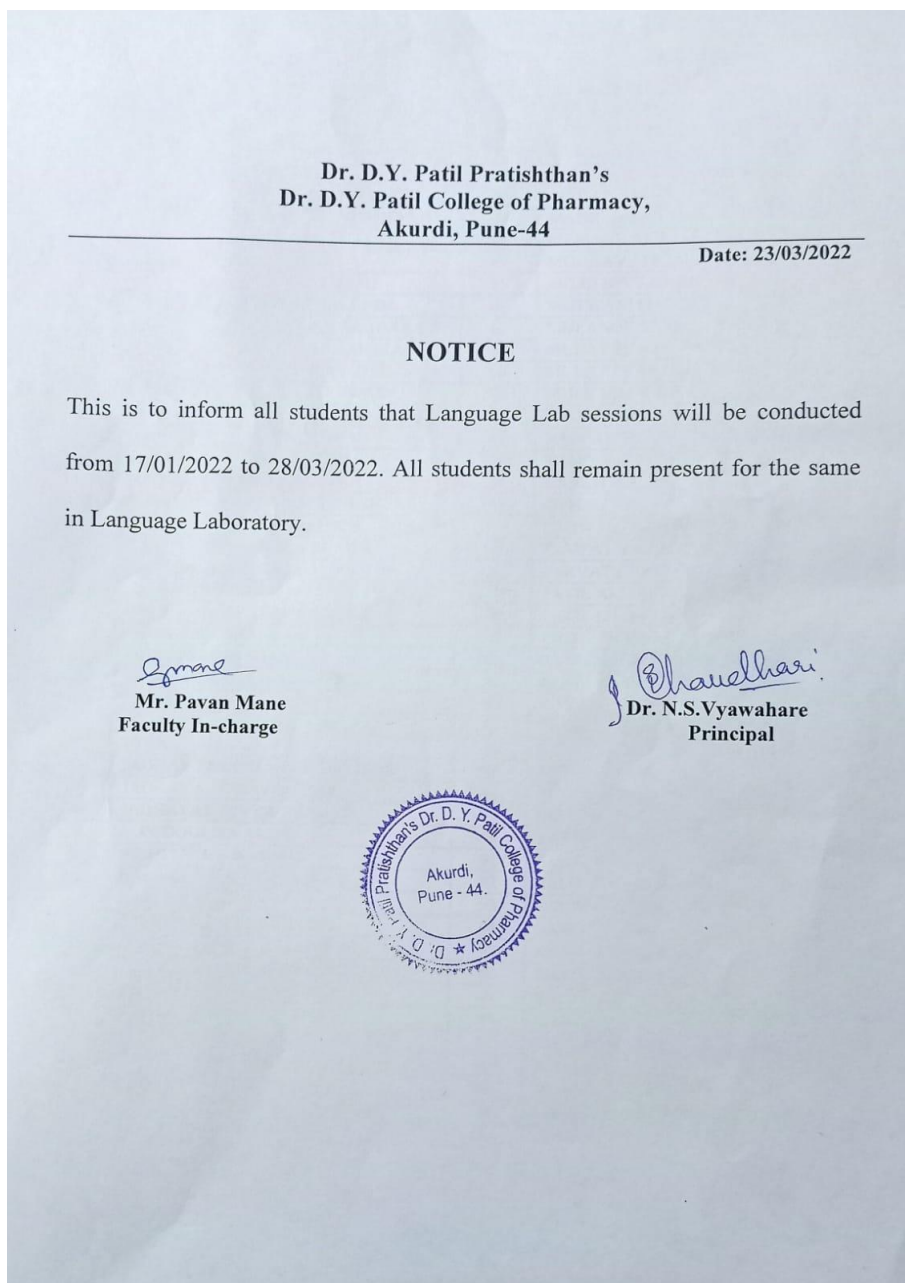 Dr. D.Y. Patil Pratishthan’s
Dr. D.Y. Patil College of Pharmacy,
Akurdi, Pune-44
Date: 23/03/2022
NOTICE
This is to inform all students that Language Lab sessions will be conducted
from 17/01/2022 to 28/03/2022. All students shall remain present for the same
in Language Laboratory.
Mr. Pavan Mane
Faculty In-charge
Chaudhari
Dr. N.S.Vyawahare
Principal
Dr. D. Y. Patil Pratishthan's Dr. D. Y. Patil College of Pharmacy ★
Akurdi,
Pune - 44.